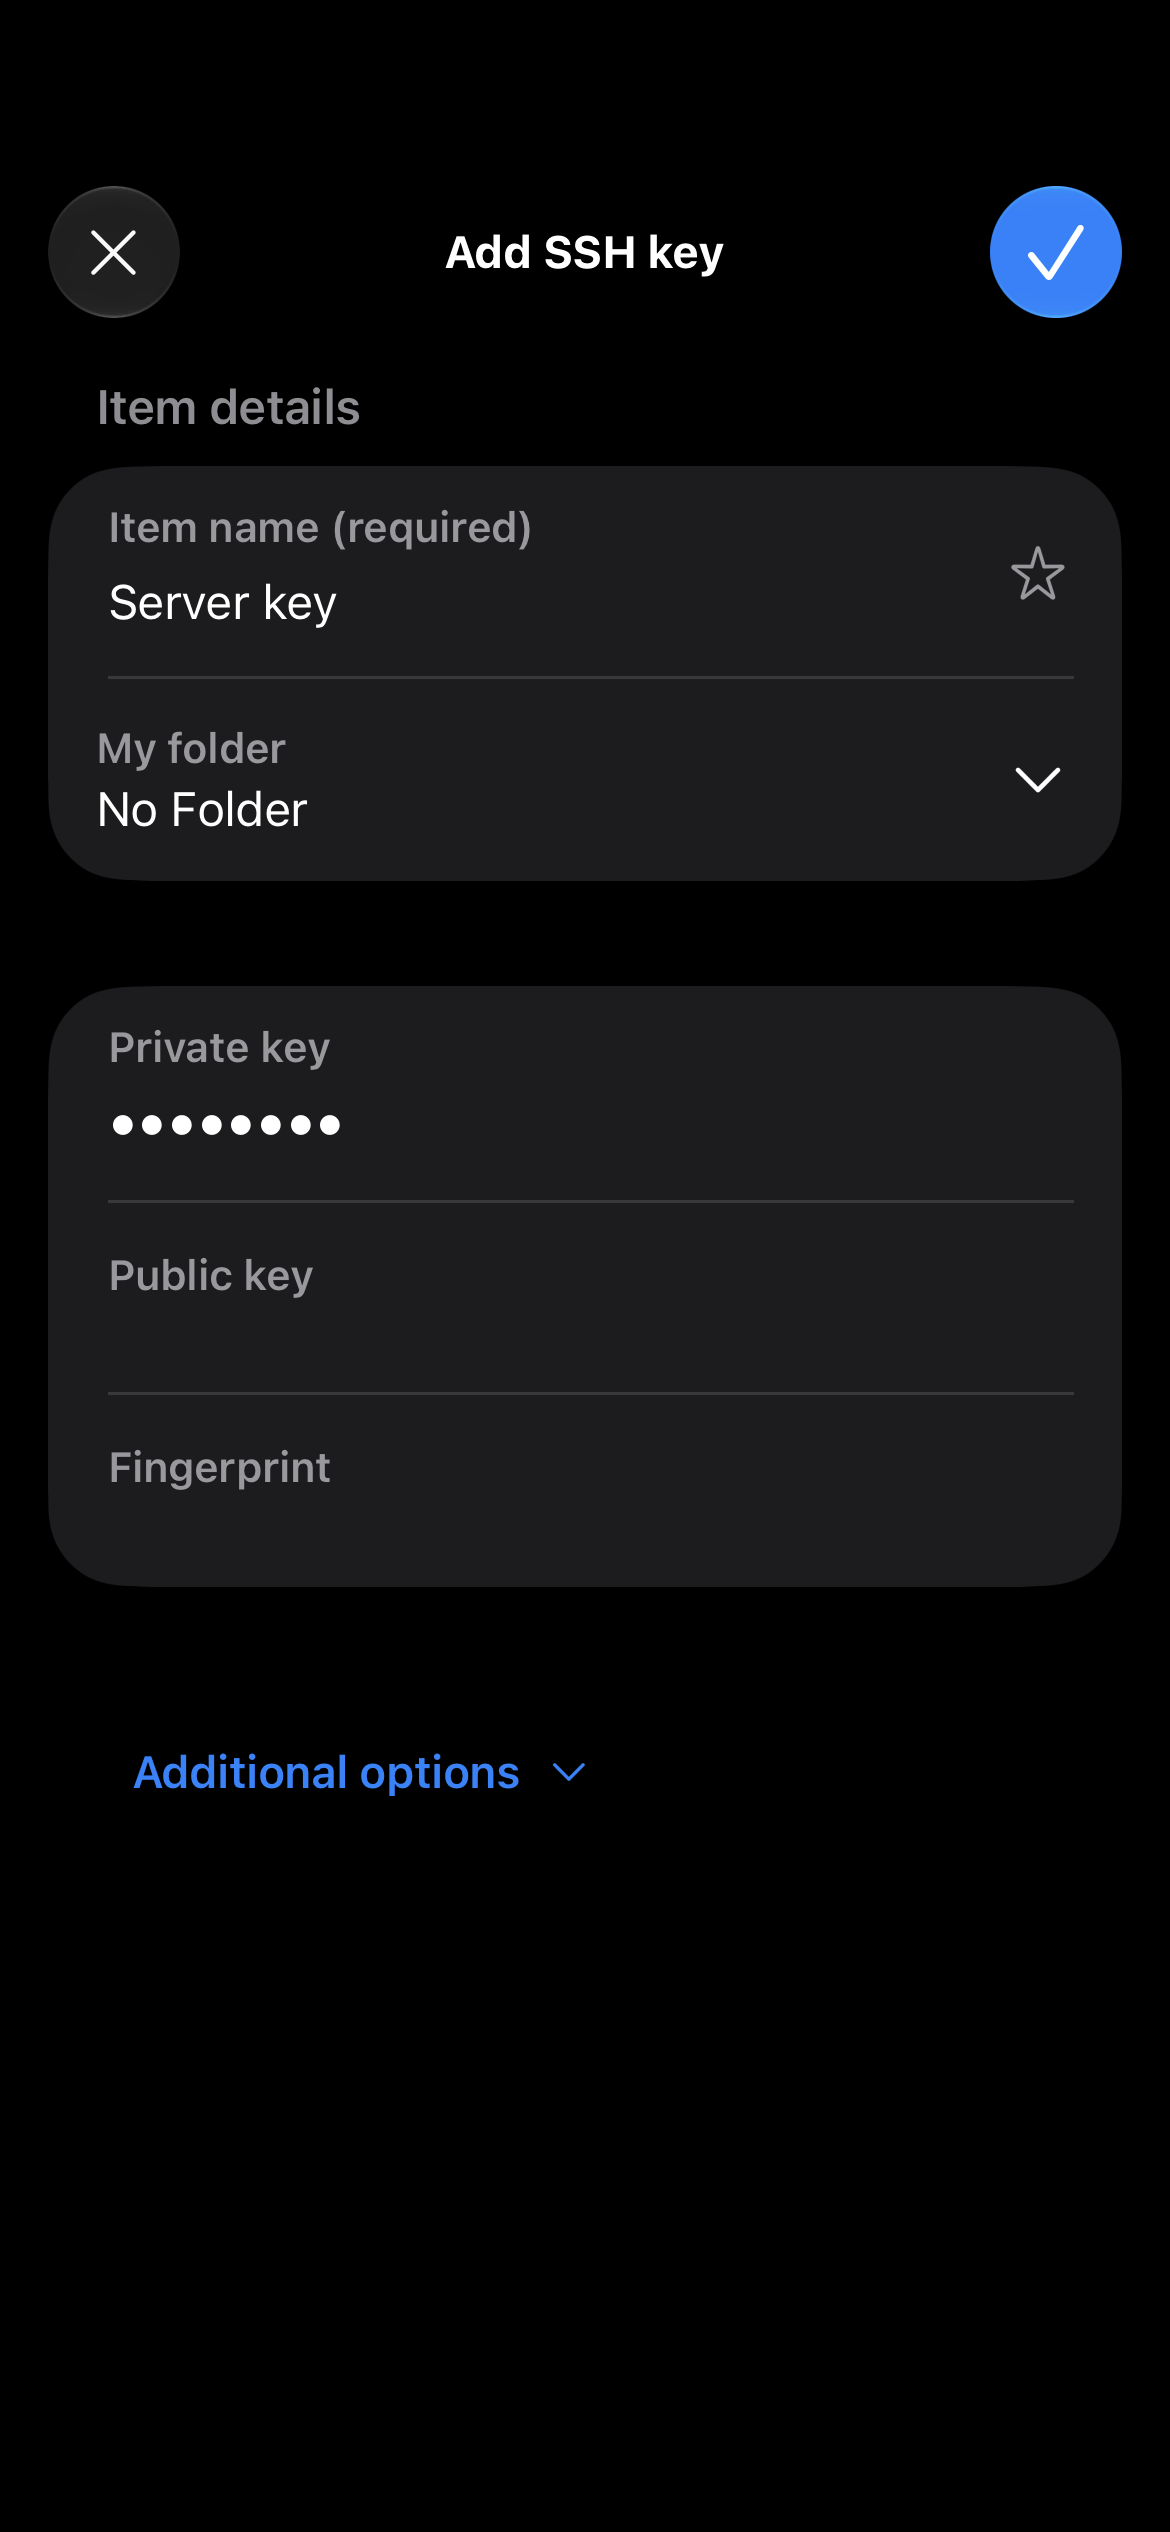 Add SSH key
Item details
Item name (required)
Server key
My folder
No Folder
Private key
••••••••
Public key
Fingerprint
Additional options